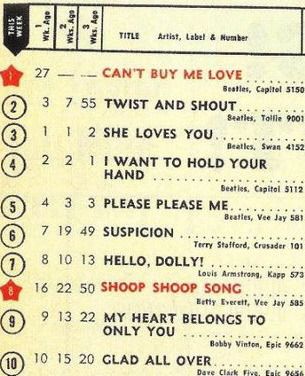 THIS WEEK 1 Wk. Ago 2 Wks. Ago 3 Wks. Ago TITLE Artist, Label & Number
1 27 — — CAN'T BUY ME LOVE
Beatles, Capitol 5150
2 3 7 55 TWIST AND SHOUT
Beatles, Tollie 9001
3 1 1 2 SHE LOVES YOU
Beatles, Swan 4152
4 2 2 1 I WANT TO HOLD YOUR
HAND
Beatles, Capitol 5112
5 4 3 3 PLEASE PLEASE ME
Beatles, Vee Jay 581
6 7 19 49 SUSPICION
Terry Stafford, Crusader 101
7 8 10 13 HELLO, DOLLY!
Louis Armstrong, Kapp 573
8 16 22 50 SHOOP SHOOP SONG
Betty Everett, Vee Jay 585
9 9 13 22 MY HEART BELONGS TO
ONLY YOU
Bobby Vinton, Epic 9662
10 10 15 20 GLAD ALL OVER
Dave Clark Five, Epic 9656